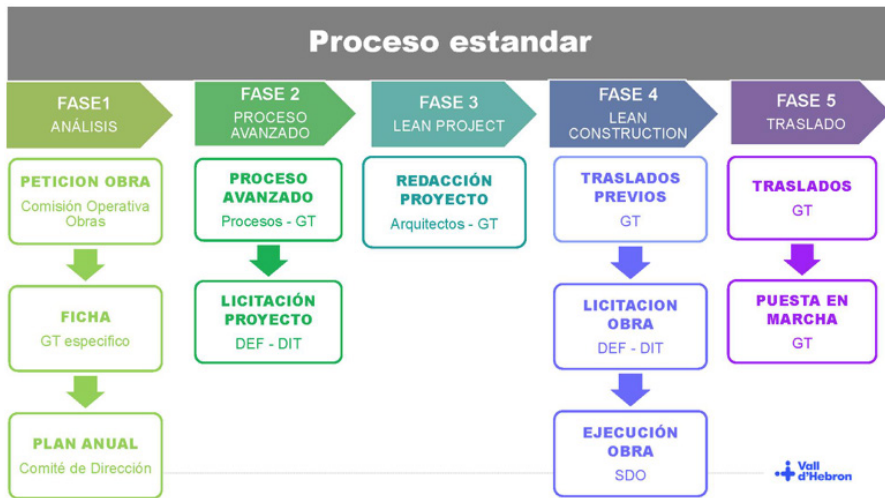 Proceso estandar
FASE1
ANÁLISIS
PETICION OBRA
Comisión Operativa
Obras
FICHA
GT especifico
PLAN ANUAL
Comité de Dirección
FASE 2
PROCESO
AVANZADO
PROCESO
AVANZADO
Procesos - GT
LICITACIÓN
PROYECTO
DEF - DIT
FASE 3
LEAN PROJECT
REDACCIÓN
PROYECTO
Arquitectos - GT
FASE 4
LEAN
CONSTRUCTION
TRASLADOS
PREVIOS
GT
LICITACION
OBRA
DEF - DIT
EJECUCIÓN
OBRA
SDO
FASE 5
TRASLADO
TRASLADOS
GT
PUESTA EN
MARCHA
GT
Vall
d'Hebron